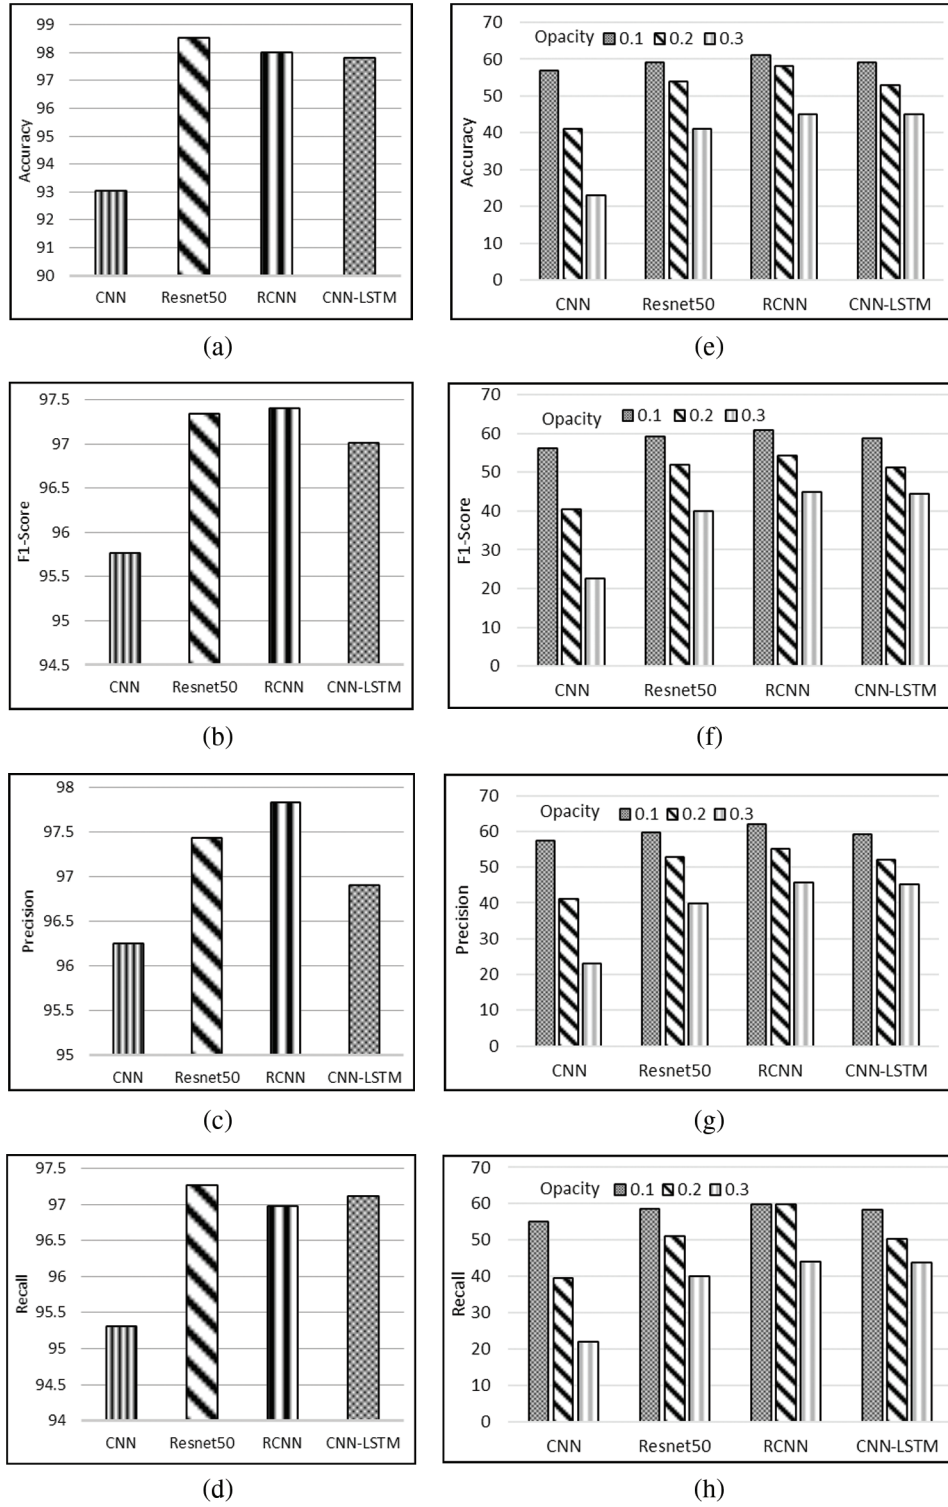 99
98
97
96
95
94
93
92
91
90
Accuracy
CNN Resnet50 RCNN CNN-LSTM
(a)
70
60
50
40
30
20
10
0
Accuracy
Opacity 0.1 0.2 0.3
CNN Resnet50 RCNN CNN-LSTM
(e)
97.5
97
96.5
96
95.5
95
94.5
F1-Score
CNN Resnet50 RCNN CNN-LSTM
(b)
70
60
50
40
30
20
10
0
F1-Score
Opacity 0.1 0.2 0.3
CNN Resnet50 RCNN CNN-LSTM
(f)
98
97.5
97
96.5
96
95.5
95
Precision
CNN Resnet50 RCNN CNN-LSTM
(c)
70
60
50
40
30
20
10
0
Precision
Opacity 0.1 0.2 0.3
CNN Resnet50 RCNN CNN-LSTM
(g)
97.5
97
96.5
96
95.5
95
94.5
94
Recall
CNN Resnet50 RCNN CNN-LSTM
(d)
70
60
50
40
30
20
10
0
Recall
Opacity 0.1 0.2 0.3
CNN Resnet50 RCNN CNN-LSTM
(h)